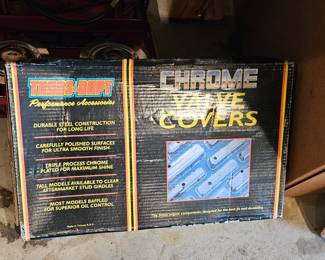 TRANS-DAPT
Performance Accessories
DURABLE STEEL CONSTRUCTION
FOR LONG LIFE
CAREFULLY POLISHED SURFACES
FOR ULTRA SMOOTH FINISH
TRIPLE PROCESS CHROME
PLATED FOR MAXIMUM SHINE
TALL MODELS AVAILABLE TO CLEAR
AFTERMARKET STUD GIRDLES
MOST MODELS BAFFLED
FOR SUPERIOR OIL CONTROL
CHROME
VALVE
COVERS